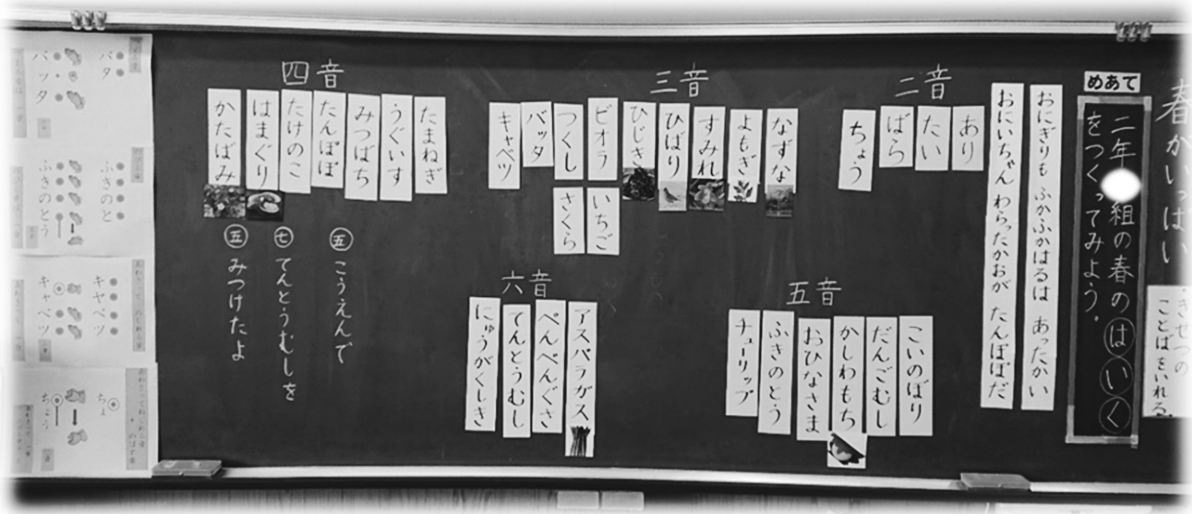 春がいっぱい
・きせつの
ことばをいれる。
めあて
二年 組の春のはいく
をつくってみよう。
おにぎりも ふかふかはるは あったかい
おにいちゃん わらったかおが たんぽぽだ
二音
あり
たい
ばら
ちょう
三音
なずな
よもぎ
すみれ
ひばり
ひじき
ビオラ
つくし
バッタ
キャベツ
いちご
さくら
四音
たまねぎ
うぐいす
みつばち
たんぽぽ
たけのこ
はまぐり
かたばみ
五音
こいのぼり
だんごむし
かしわもち
おひなさま
ふきのとう
チューリップ
六音
アスパラガス
ぺんぺんぐさ
てんとうむし
にゅうがくしき
五 こうえんで
七 てんとうむしを
五 みつけたよ
バタ
バッタ
ふきのと
ふきのとう
キヤベツ
キャベツ
ちょ
ちょう